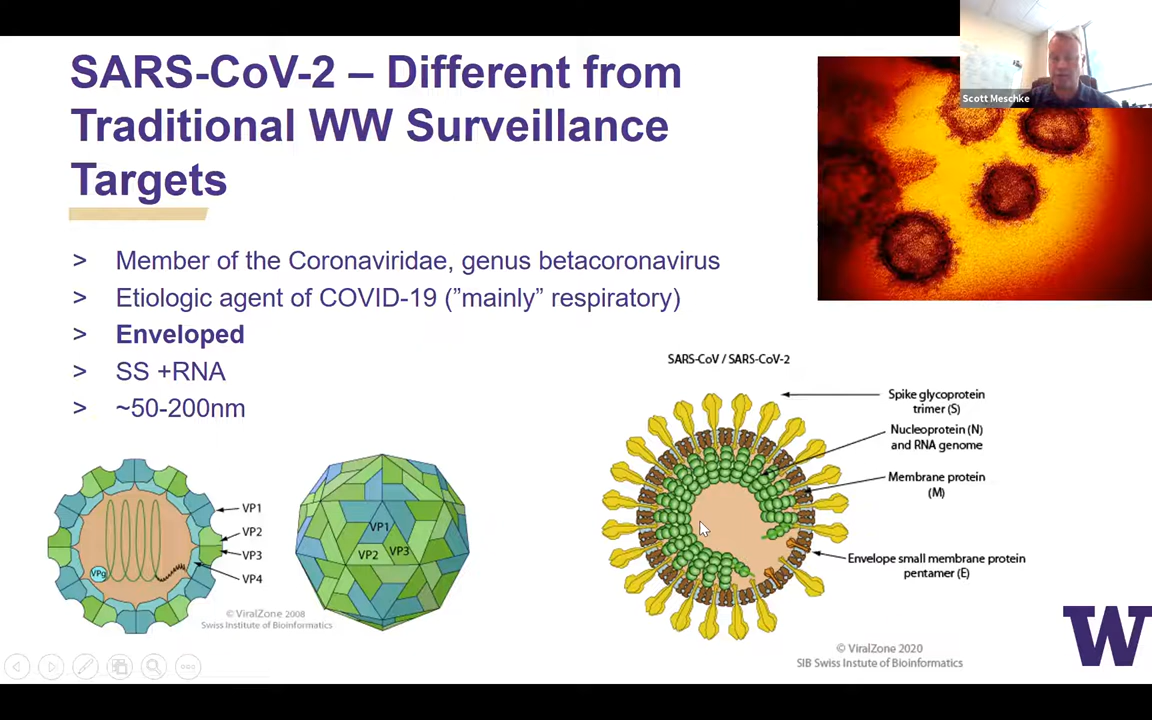 Scott Meschke
SARS-CoV-2 – Different from
Traditional WW Surveillance
Targets
> Member of the Coronaviridae, genus betacoronavirus
> Etiologic agent of COVID-19 (”mainly” respiratory)
> Enveloped
> SS +RNA
> ~50-200nm
SARS-CoV / SARS-CoV-2
Spike glycoprotein
trimer (S)
Nucleoprotein (N)
and RNA genome
Membrane protein
(M)
Envelope small membrane protein
pentamer (E)
VP1
VP2
VP3
VP4
VPg
VP1
VP2
VP3
© ViralZone 2008
Swiss Institute of Bioinformatics
© ViralZone 2020
SIB Swiss Instute of Bioinformatics
W